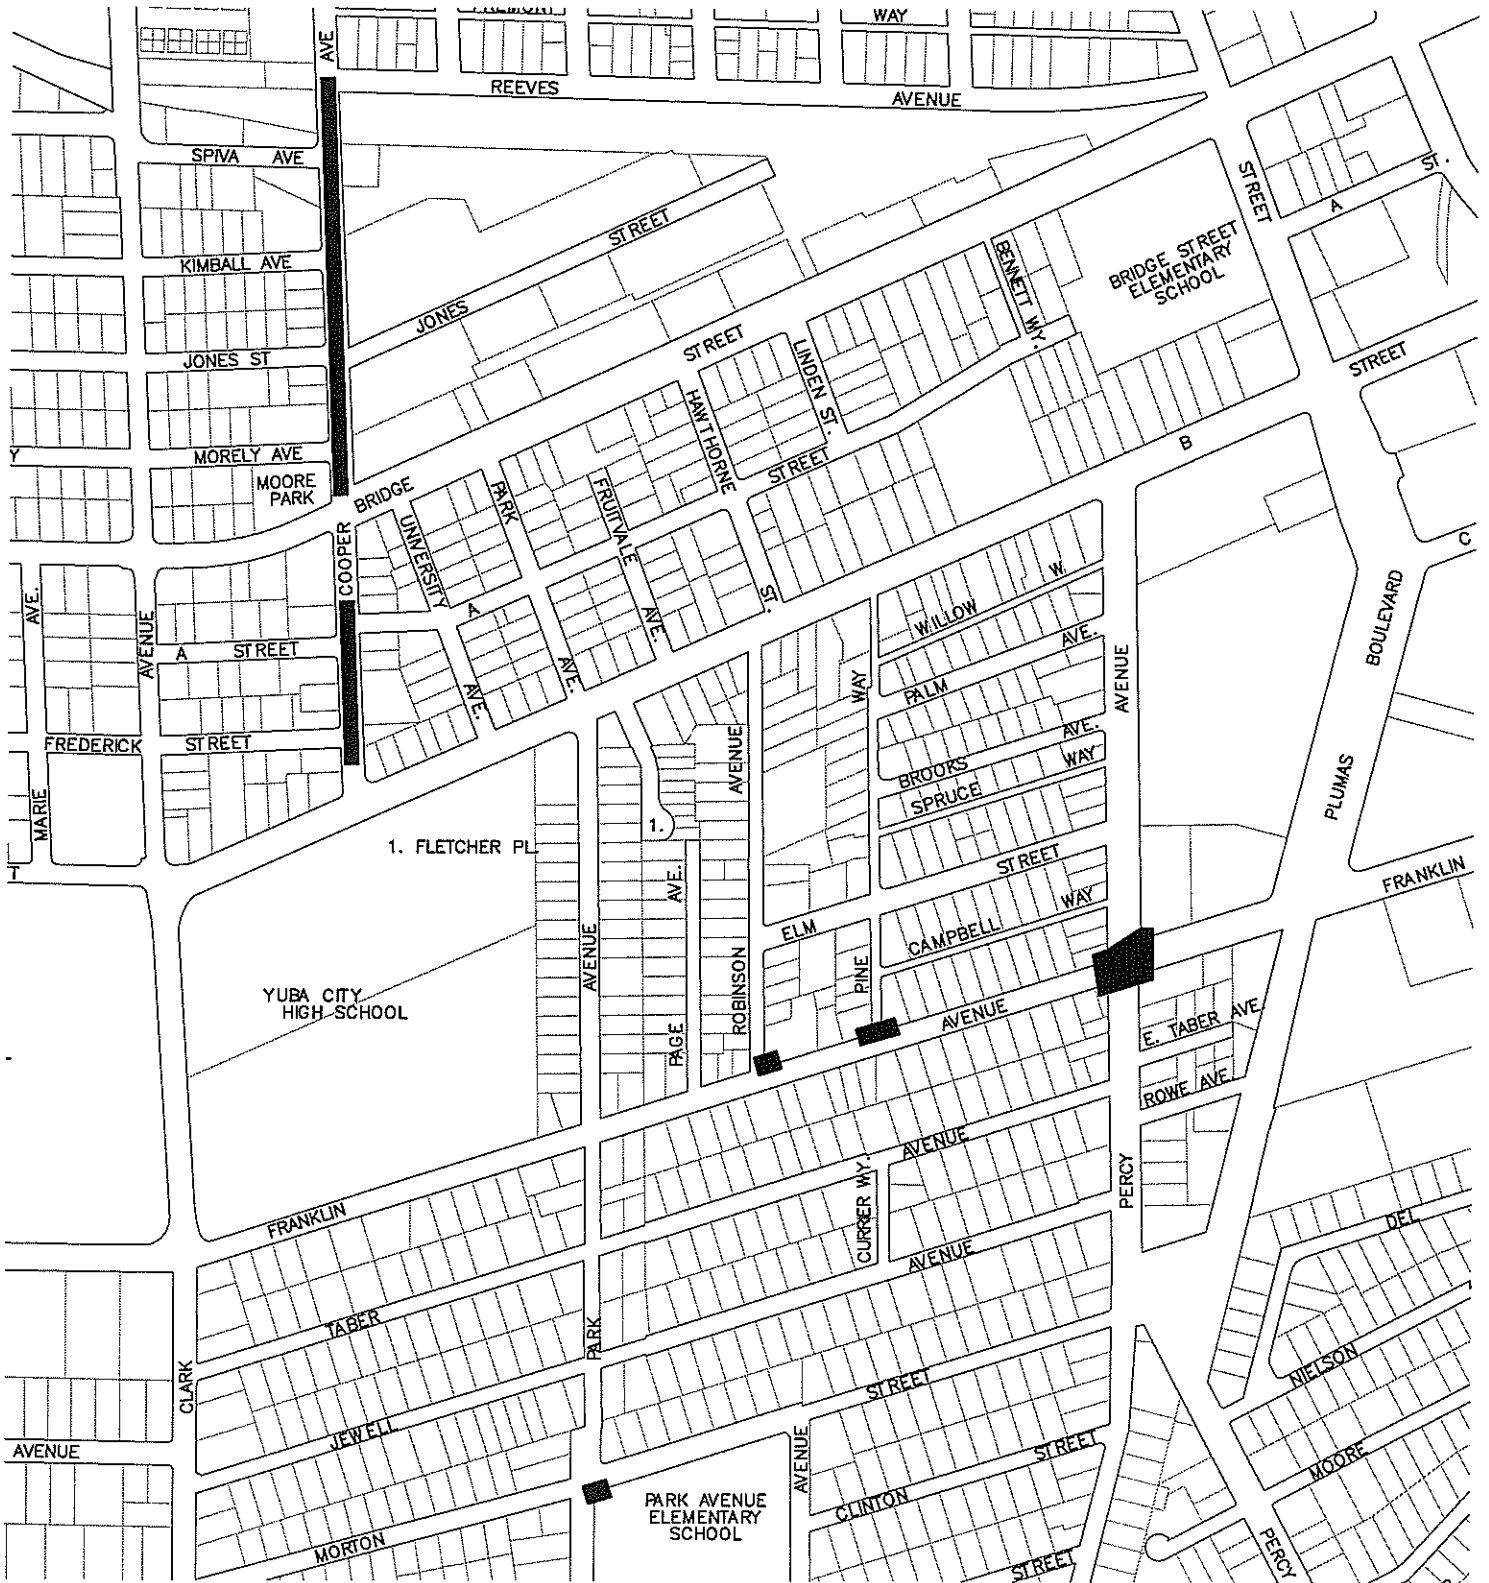 FREMONT
WAY
AVE
REEVES
AVENUE
SPIVA AVE
STREET
ST.
A
STREET
KIMBALL AVE
BENNETT WY.
BRIDGE STREET
ELEMENTARY
SCHOOL
JONES
STREET
JONES ST
LINDEN ST.
STREET
HAWTHORNE
Y
MORELY AVE
MOORE
PARK
BRIDGE
STREET
B
PARK
FRUITVALE
UNIVERSITY
COOPER
C
AVE.
AVENUE
A STREET
A
AVE.
ST.
WILLOW W.
BOULEVARD
PALM AVE.
WAY
AVENUE
AVE.
AVE.
FREDERICK STREET
AVENUE
BROOKS AVE.
SPRUCE WAY
MARIE
PLUMAS
1.
1. FLETCHER PL
T
STREET
FRANKLIN
AVE.
ELM
CAMPBELL WAY
AVENUE
ROBINSON
PINE
YUBA CITY
HIGH SCHOOL
AVENUE
E. TABER AVE.
PAGE
ROWE AVE.
AVENUE
CURRER WY.
PERCY
FRANKLIN
AVENUE
DEL
TABER
PARK
CLARK
NIELSON
STREET
JEWELL
AVENUE
AVENUE
STREET
MOORE
CLINTON
PARK AVENUE
ELEMENTARY
SCHOOL
MORTON
STREET
PERCY